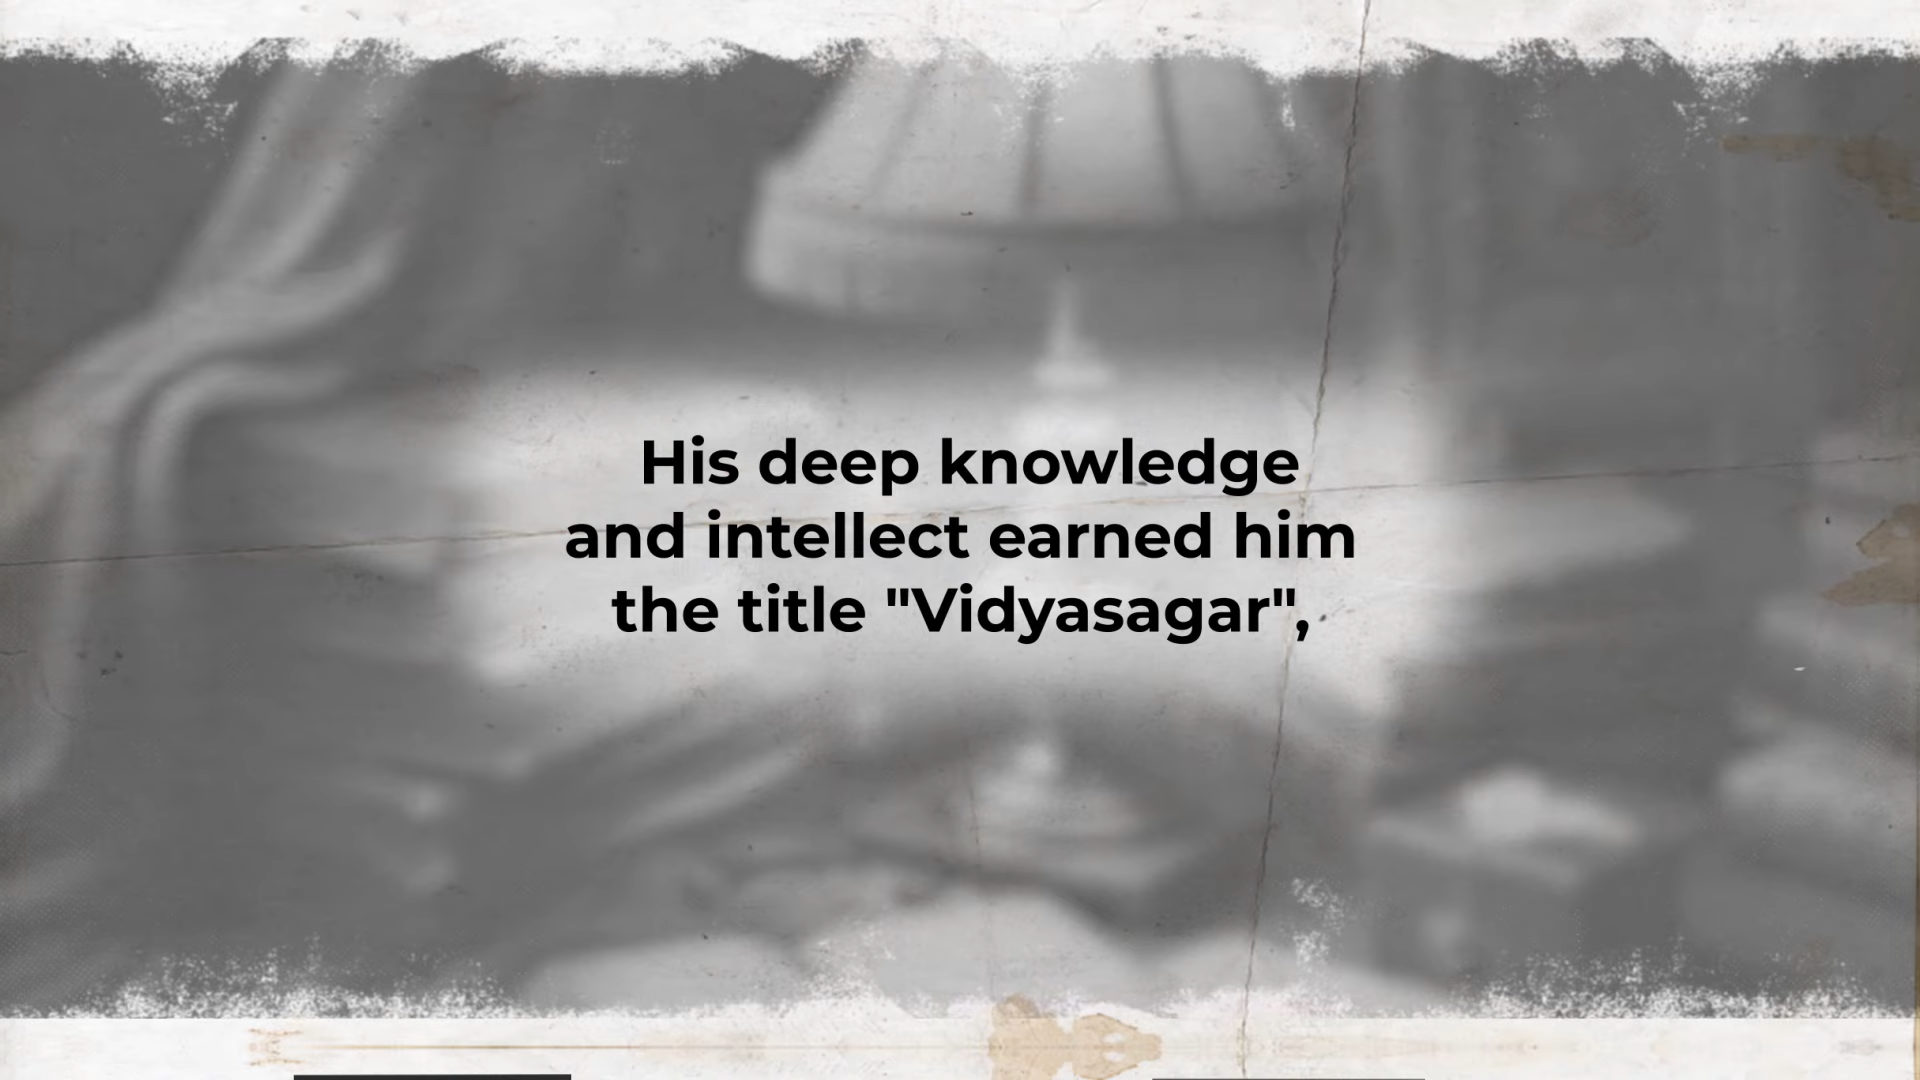 His deep knowledge
and intellect earned him
the title "Vidyasagar",